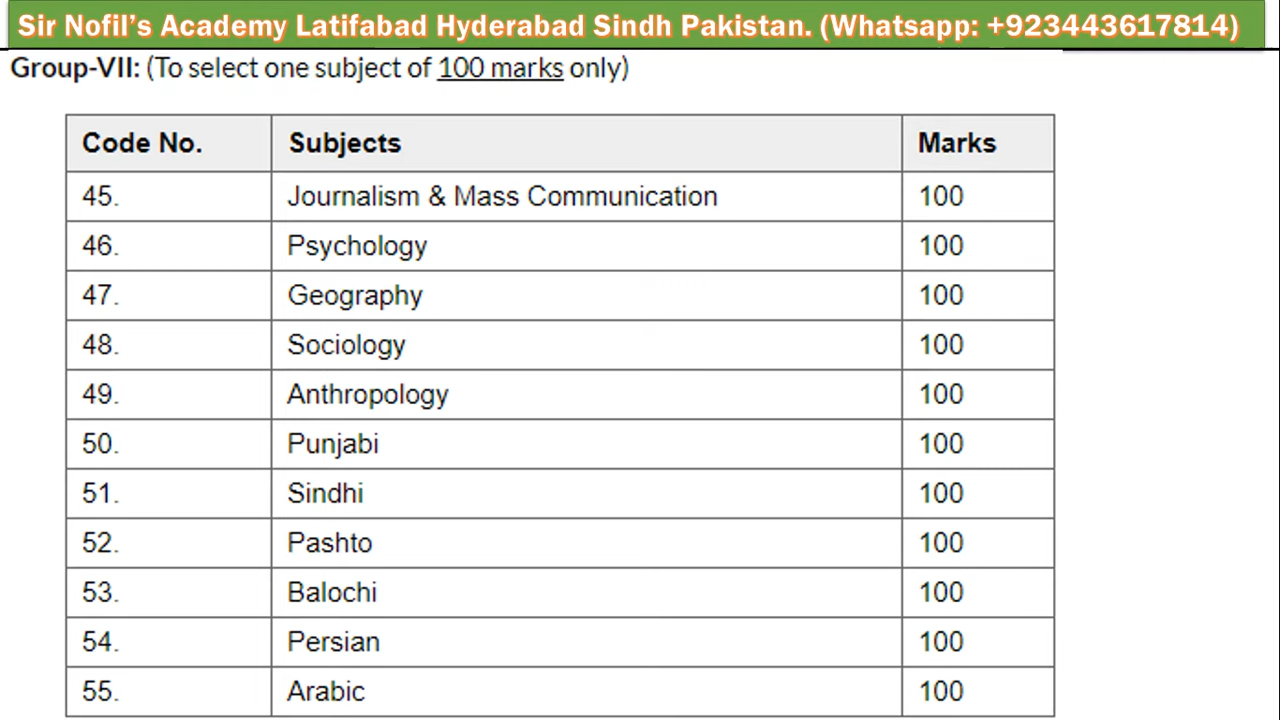 Sir Nofil's Academy Latifabad Hyderabad Sindh Pakistan. (Whatsapp: +923443617814)
Group-VII: (To select one subject of 100 marks only)
Code No. Subjects Marks
45. Journalism & Mass Communication 100
46. Psychology 100
47. Geography 100
48. Sociology 100
49. Anthropology 100
50. Punjabi 100
51. Sindhi 100
52. Pashto 100
53. Balochi 100
54. Persian 100
55. Arabic 100